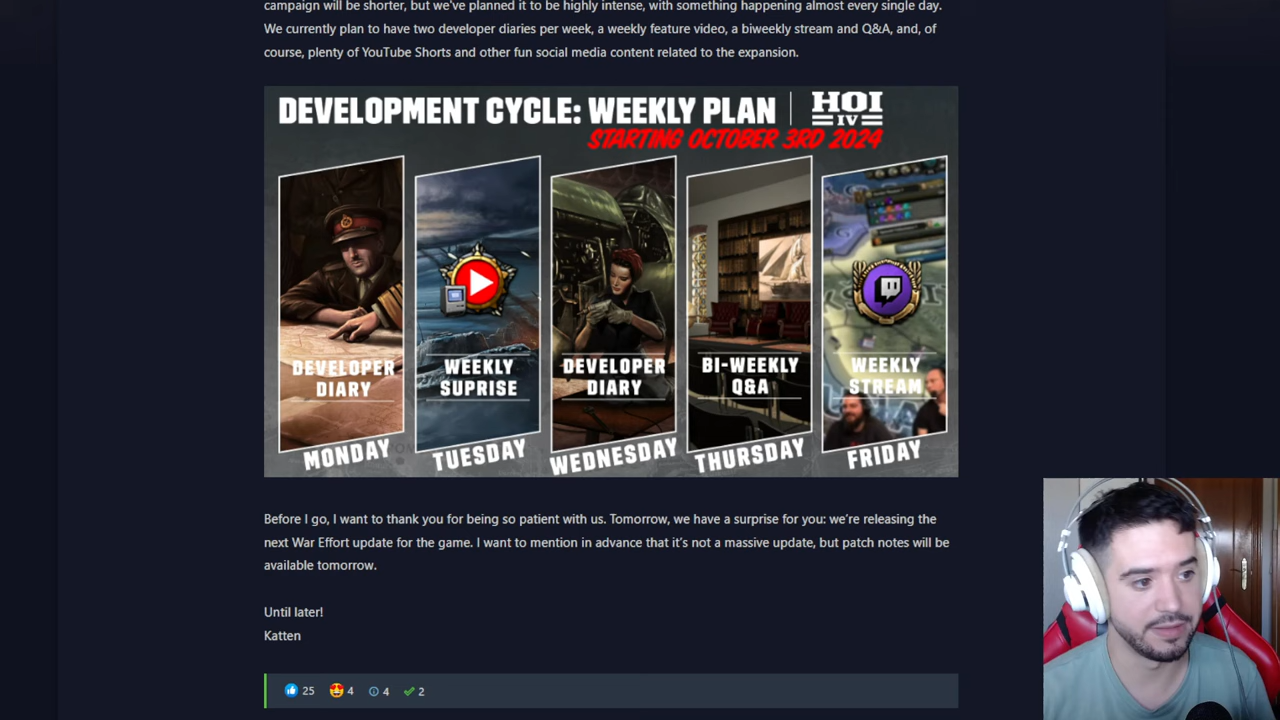 campaign will be shorter, but we've planned it to be highly intense, with something happening almost every single day.
We currently plan to have two developer diaries per week, a weekly feature video, a biweekly stream and Q&A, and, of
course, plenty of YouTube Shorts and other fun social media content related to the expansion.
DEVELOPMENT CYCLE: WEEKLY PLAN
HOI
IV
STARTING OCTOBER 3RD 2024
DEVELOPER
DIARY
WEEKLY
SUPRISE
DEVELOPER
DIARY
BI-WEEKLY
Q&A
WEEKLY
STREAM
MONDAY
TUESDAY
WEDNESDAY
THURSDAY
FRIDAY
Before I go, I want to thank you for being so patient with us. Tomorrow, we have a surprise for you: we're releasing the
next War Effort update for the game. I want to mention in advance that it's not a massive update, but patch notes will be
available tomorrow.
Until later!
Katten
25
4
4
2